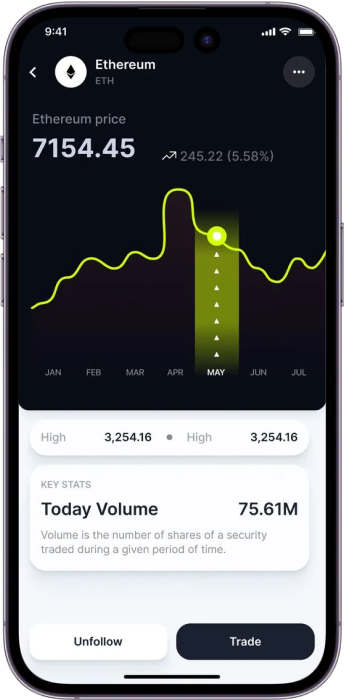 9:41
Ethereum
ETH
Ethereum price
7154.45 245.22 (5.58%)
JAN FEB MAR APR MAY JUN JUL
High 3,254.16 High 3,254.16
KEY STATS
Today Volume 75.61M
Volume is the number of shares of a security
traded during a given period of time.
Unfollow Trade